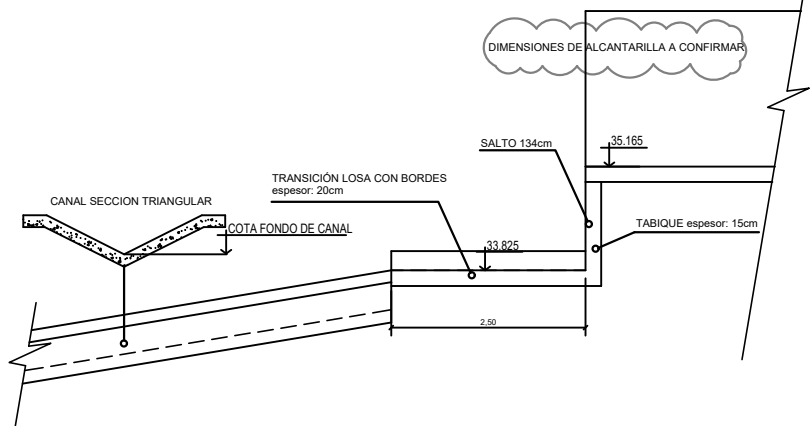 DIMENSIONES DE ALCANTARILLA A CONFIRMAR
SALTO 134cm
35.165
TRANSICIÓN LOSA CON BORDES
espesor: 20cm
CANAL SECCION TRIANGULAR
COTA FONDO DE CANAL
TABIQUE espesor: 15cm
33.825
2,50